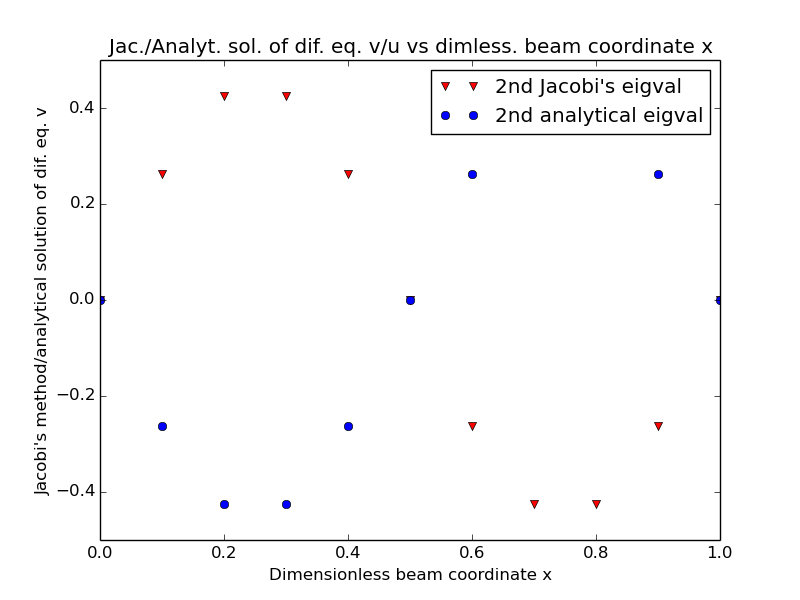 Jac./Analyt. sol. of dif. eq. v/u vs dimless. beam coordinate x
2nd Jacobi's eigval
2nd analytical eigval
Jacobi's method/analytical solution of dif. eq. v
0.4
0.2
0.0
−0.2
−0.4
0.0 0.2 0.4 0.6 0.8 1.0
Dimensionless beam coordinate x